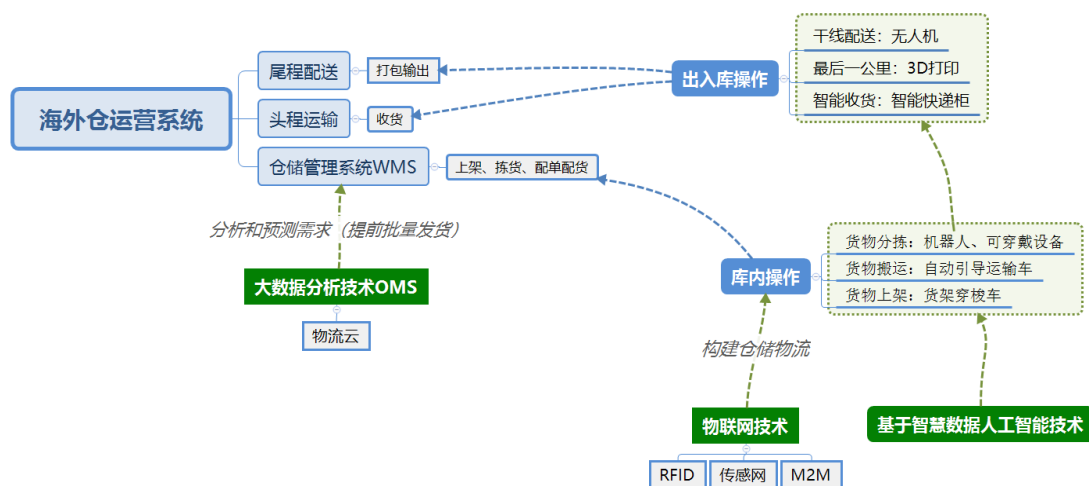 海外仓运营系统
尾程配送
打包输出
头程运输
收货
仓储管理系统WMS
上架、拣货、配单配货
分析和预测需求（提前批量发货）
大数据分析技术OMS
物流云
出入库操作
干线配送：无人机
最后一公里：3D打印
智能收货：智能快递柜
库内操作
货物分拣：机器人、可穿戴设备
货物搬运：自动引导运输车
货物上架：货架穿梭车
构建仓储物流
物联网技术
RFID
传感网
M2M
基于智慧数据人工智能技术